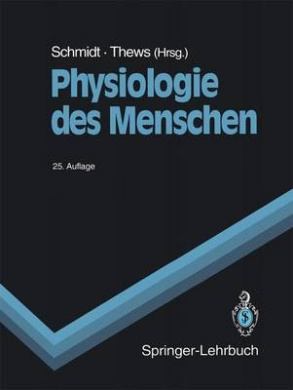 Schmidt · Thews (Hrsg.)
Physiologie
des Menschen
25. Auflage
Springer-Lehrbuch